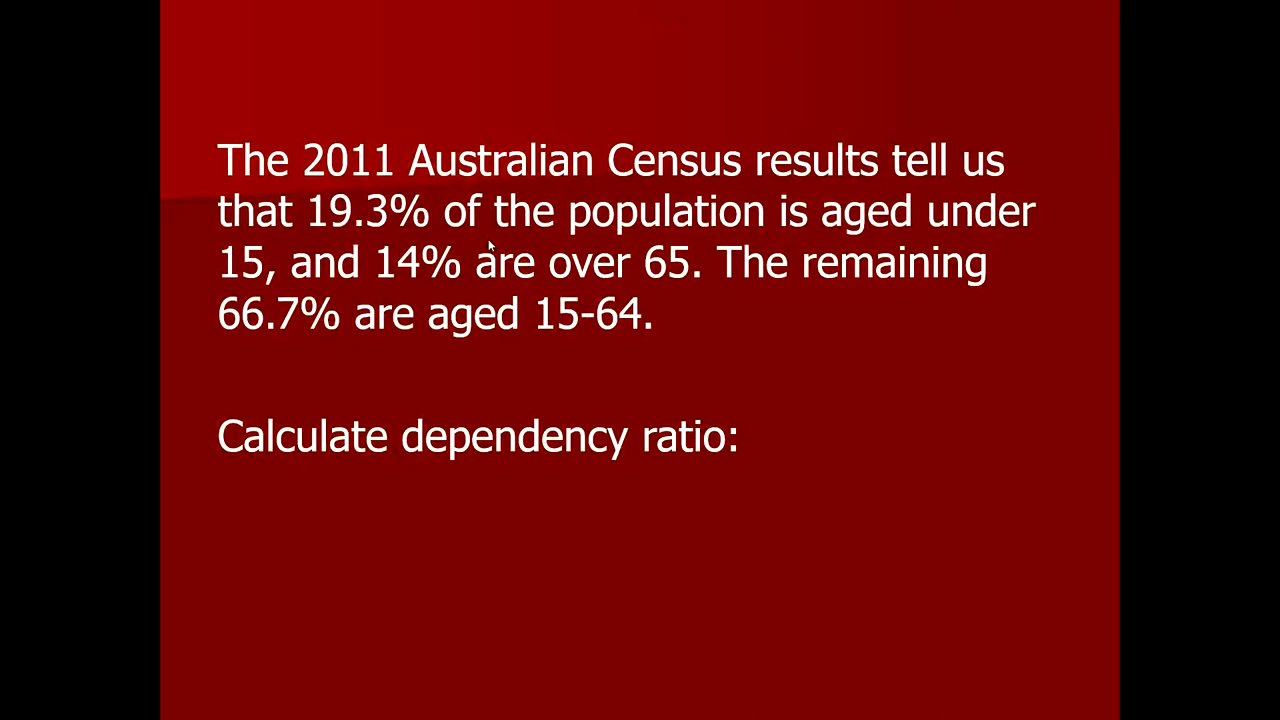 The 2011 Australian Census results tell us
that 19.3% of the population is aged under
15, and 14% are over 65. The remaining
66.7% are aged 15-64.
Calculate dependency ratio: